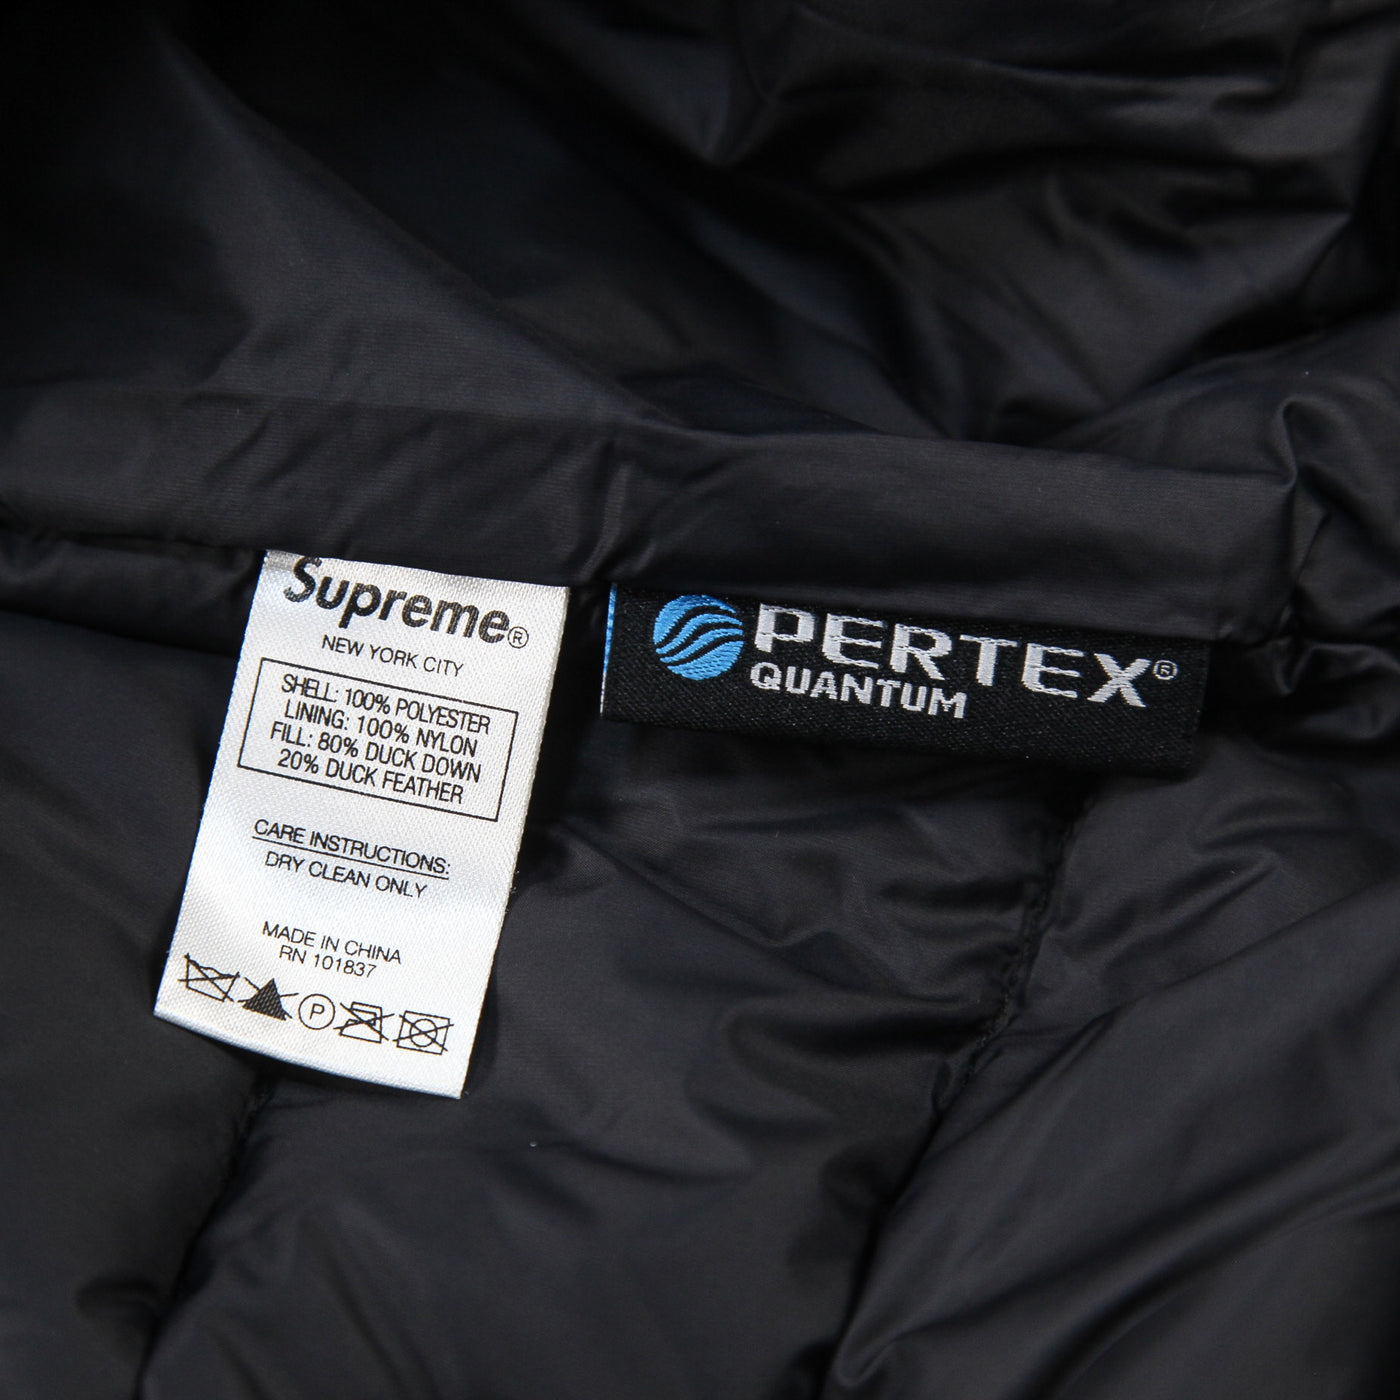 Supreme®
NEW YORK CITY
SHELL: 100% POLYESTER
LINING: 100% NYLON
FILL: 80% DUCK DOWN
20% DUCK FEATHER
CARE INSTRUCTIONS:
DRY CLEAN ONLY
MADE IN CHINA
RN 101837
P
PERTEX®
QUANTUM